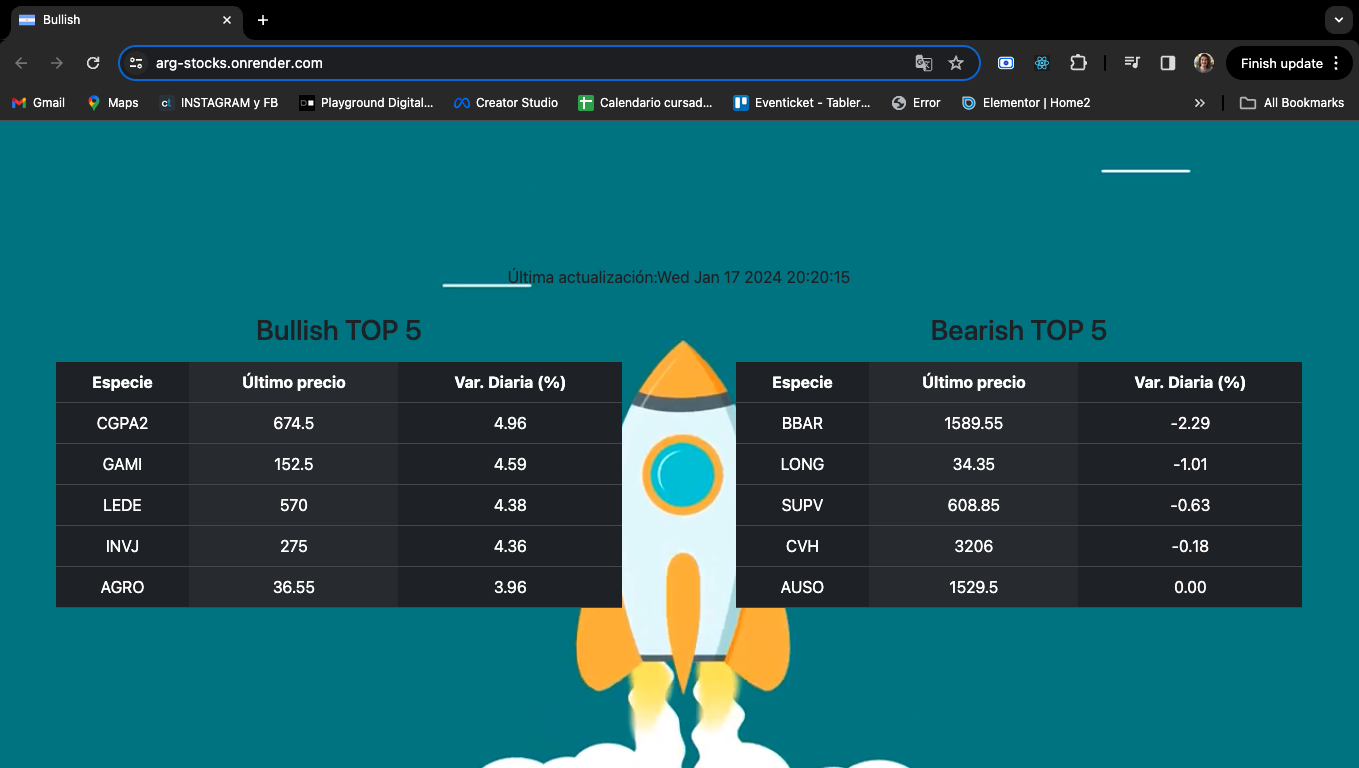 Bullish
arg-stocks.onrender.com
Finish update
Gmail
Maps
INSTAGRAM y FB
Playground Digital...
Creator Studio
Calendario cursad...
Eventicket - Tabler...
Error
Elementor | Home2
All Bookmarks
Última actualización:Wed Jan 17 2024 20:20:15
Bullish TOP 5
Especie Último precio Var. Diaria (%)
CGPA2 674.5 4.96
GAMI 152.5 4.59
LEDE 570 4.38
INVJ 275 4.36
AGRO 36.55 3.96
Bearish TOP 5
Especie Último precio Var. Diaria (%)
BBAR 1589.55 -2.29
LONG 34.35 -1.01
SUPV 608.85 -0.63
CVH 3206 -0.18
AUSO 1529.5 0.00